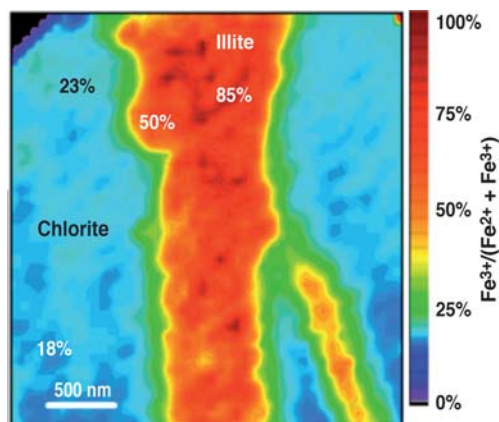 Illite
23%
85%
50%
Chlorite
18%
500 nm
100%
75%
50%
25%
0%
Fe³⁺/(Fe²⁺ + Fe³⁺)